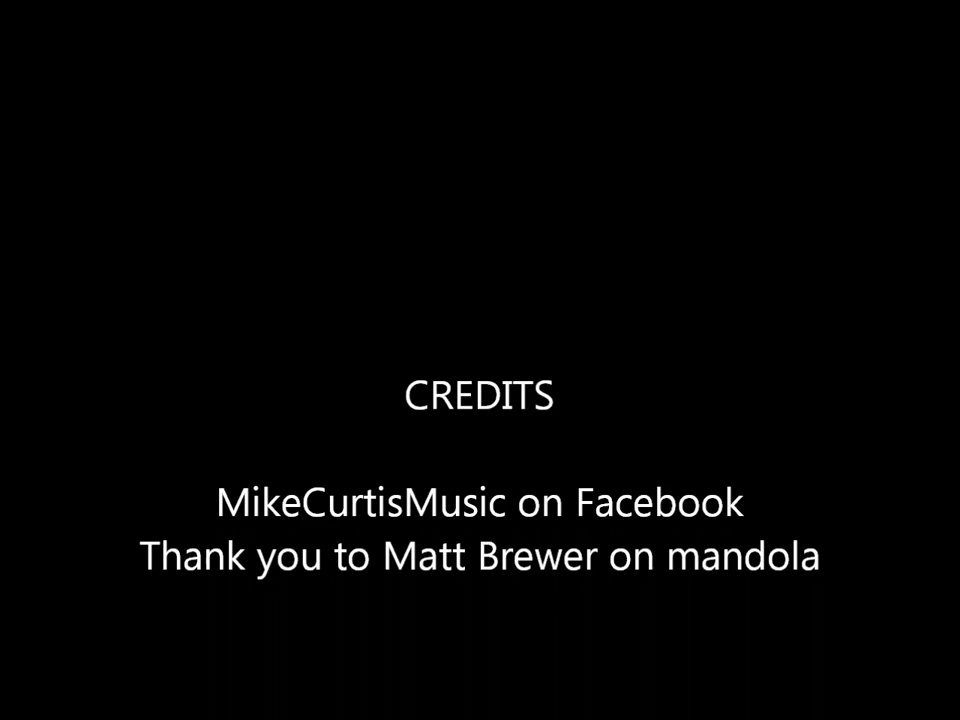 CREDITS
MikeCurtisMusic on Facebook
Thank you to Matt Brewer on mandola